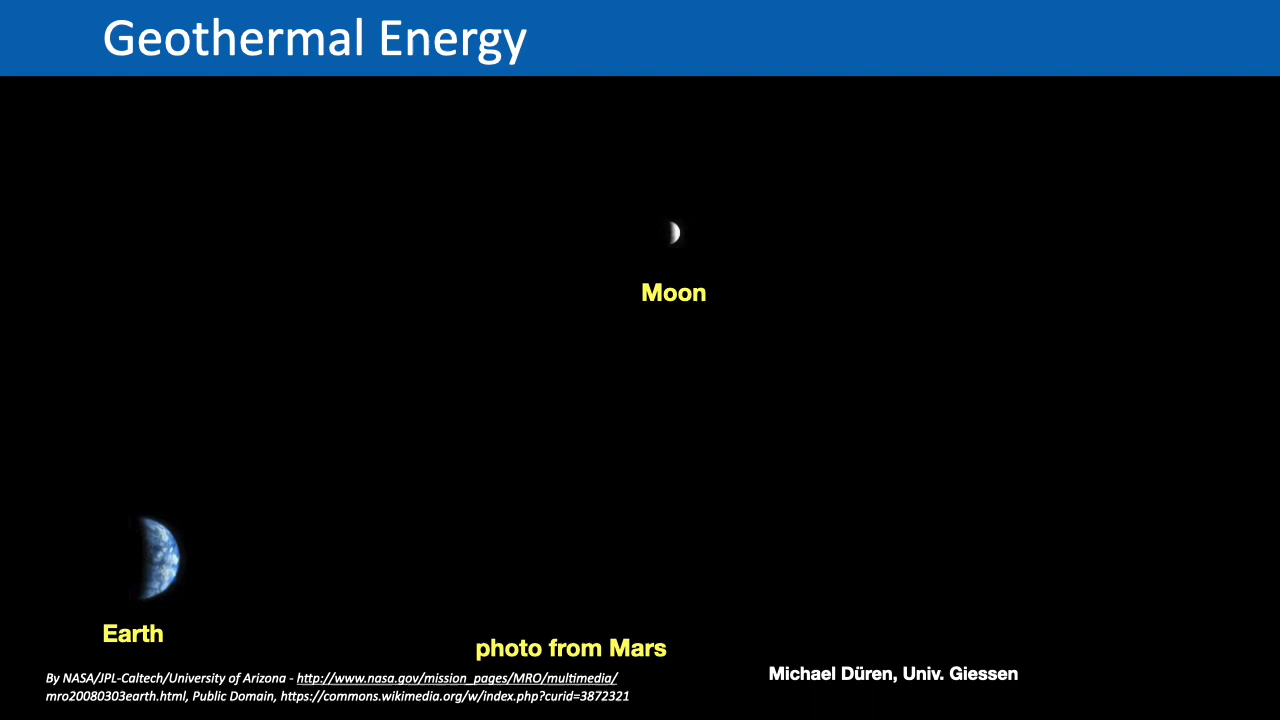 Geothermal Energy
Moon
Earth
photo from Mars
By NASA/JPL-Caltech/University of Arizona - http://www.nasa.gov/mission_pages/MRO/multimedia/
mro20080303earth.html, Public Domain, https://commons.wikimedia.org/w/index.php?curid=3872321
Michael Düren, Univ. Giessen